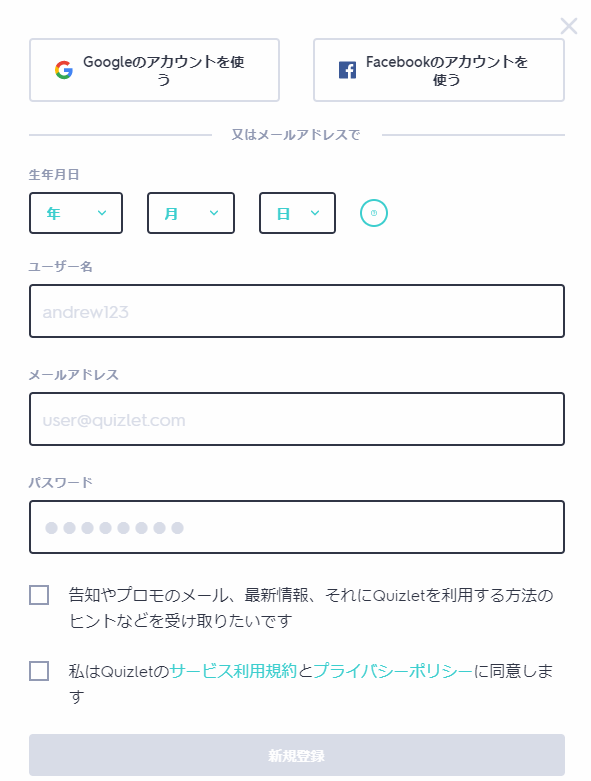 Googleのアカウントを使
う
Facebookのアカウントを
使う
又はメールアドレスで
生年月日
年
月
日
ユーザー名
andrew123
メールアドレス
user@quizlet.com
パスワード
告知やプロモのメール、最新情報、それにQuizletを利用する方法の
ヒントなどを受け取りたいです
私はQuizletのサービス利用規約とプライバシーポリシーに同意しま
す
新規登録